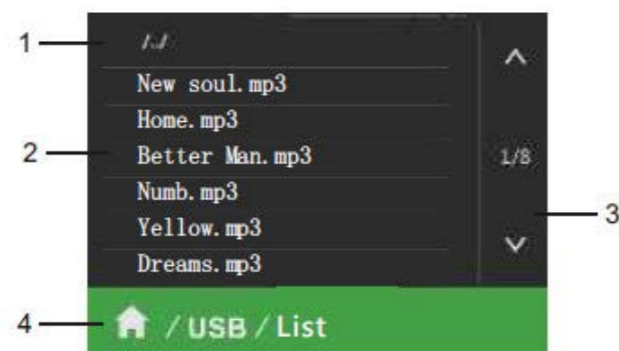 1
/../
New soul.mp3
Home.mp3
2
Better Man.mp3
1/8
Numb.mp3
3
Yellow.mp3
Dreams.mp3
4
/ USB / List